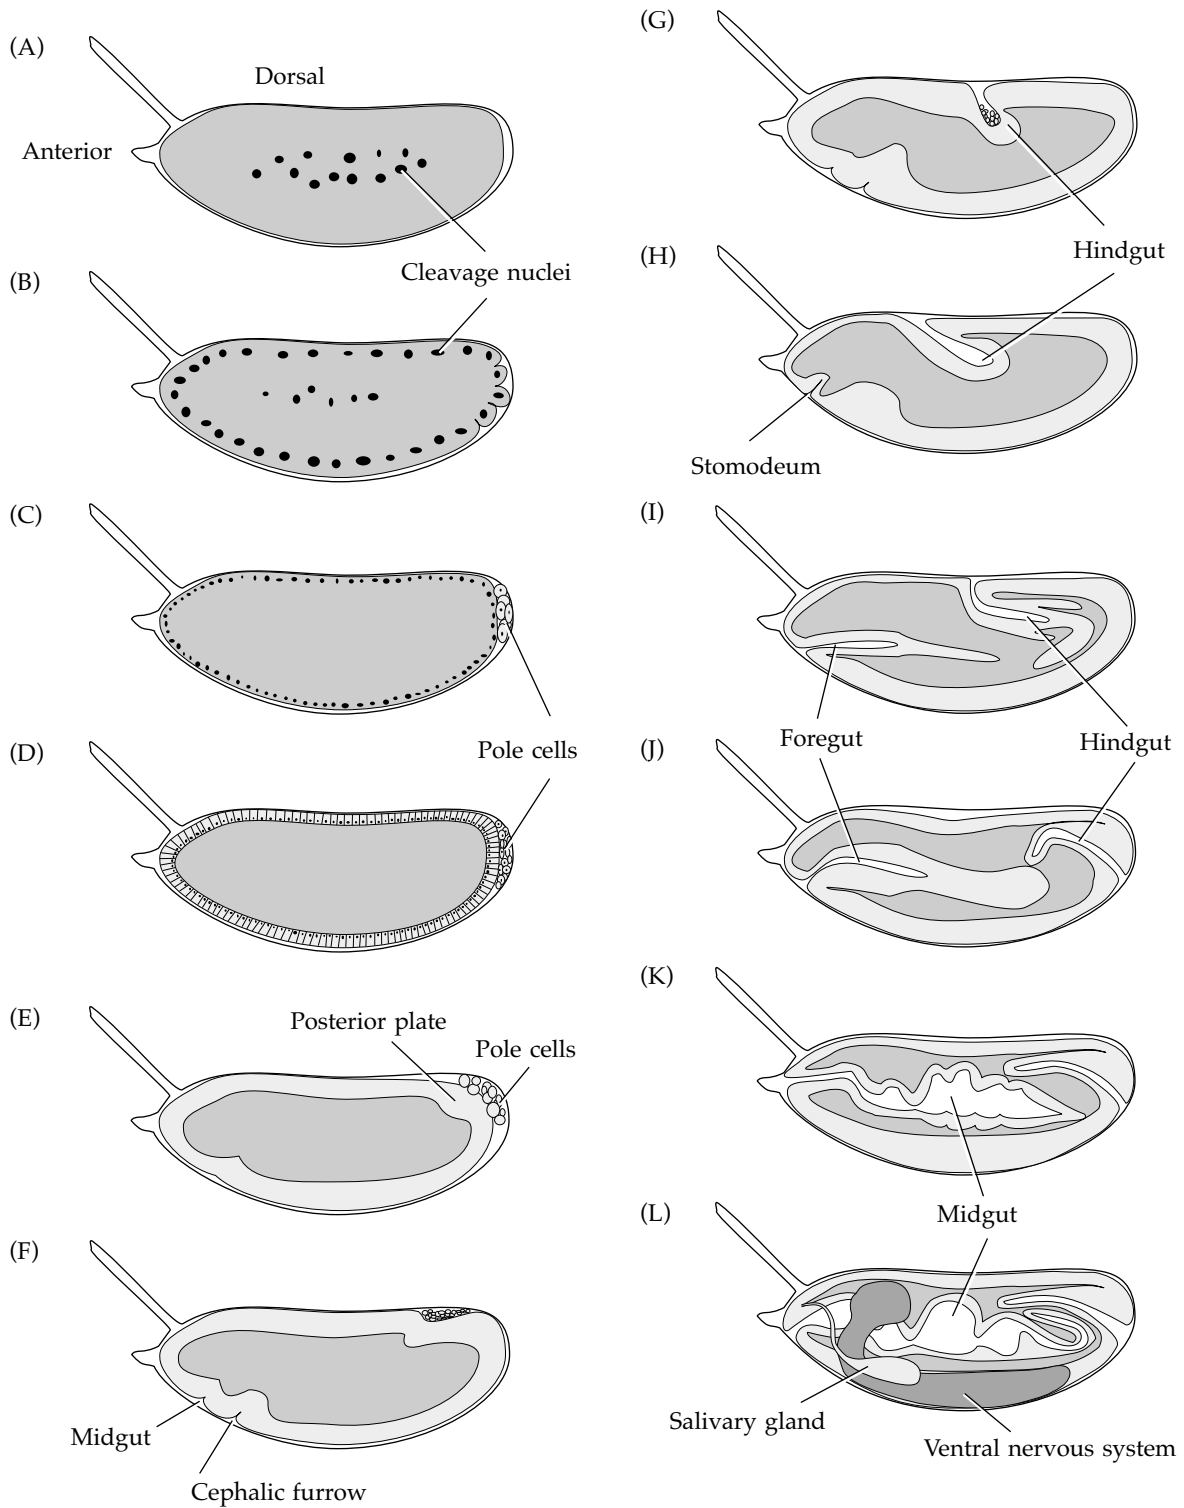 (A)
Dorsal
Anterior
Cleavage nuclei
(B)
(C)
Pole cells
(D)
(E)
Posterior plate
Pole cells
(F)
Midgut
Cephalic furrow
(G)
Hindgut
(H)
Stomodeum
(I)
Foregut
Hindgut
(J)
(K)
Midgut
(L)
Salivary gland
Ventral nervous system